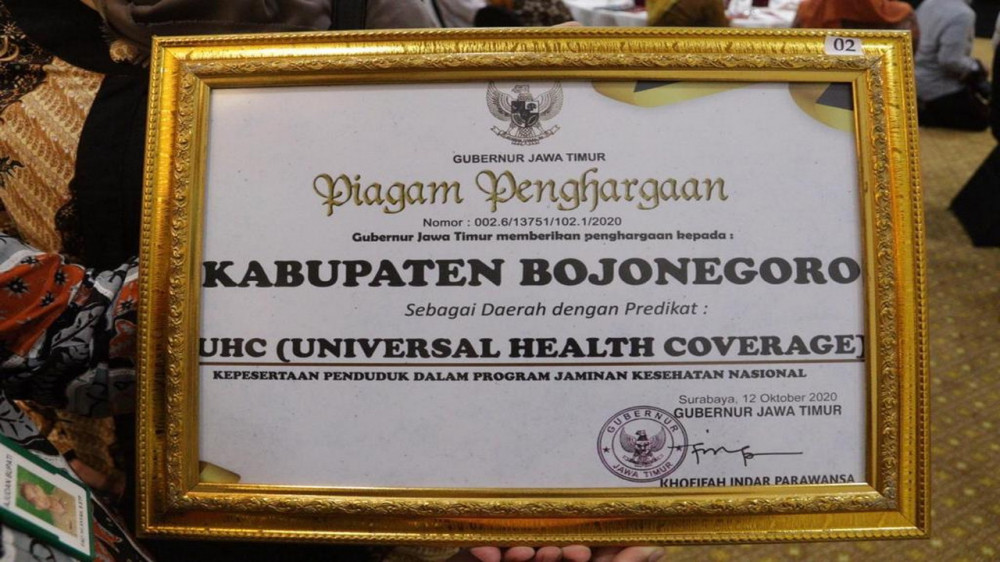 02
GUBERNUR JAWA TIMUR
Piagam Penghargaan
Nomor : 002.6/13751/102.1/2020
Gubernur Jawa Timur memberikan penghargaan kepada :
KABUPATEN BOJONEGORO
Sebagai Daerah dengan Predikat :
UHC (UNIVERSAL HEALTH COVERAGE)
KEPESERTAAN PENDUDUK DALAM PROGRAM JAMINAN KESEHATAN NASIONAL
Surabaya, 12 Oktober 2020
GUBERNUR JAWA TIMUR
GUBERNUR
JAWA TIMUR
KHOFIFAH INDAR PARAWANSA
AJUDAN BUPATI